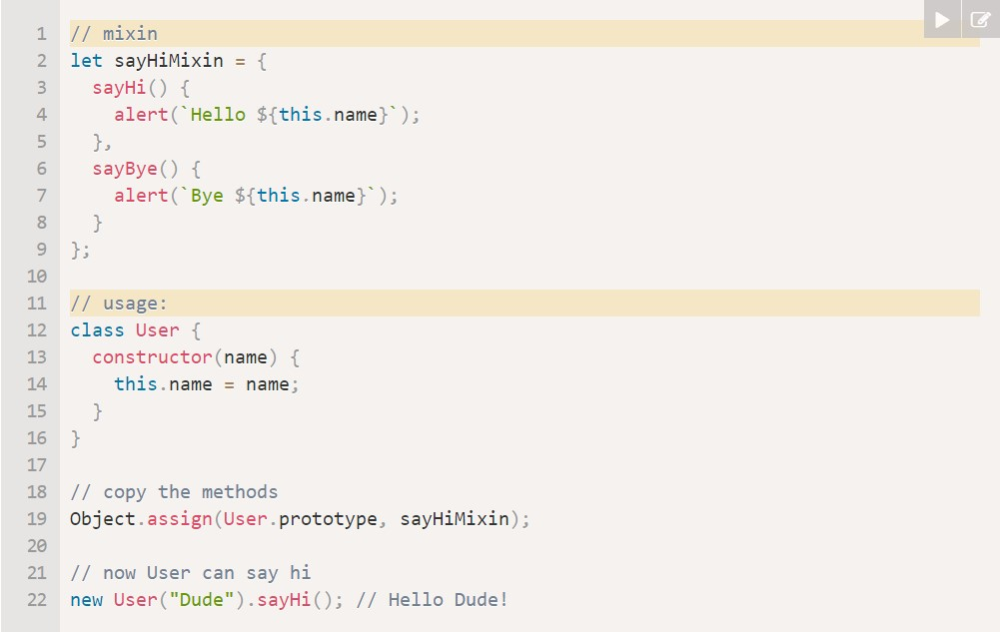 1 // mixin
2 let sayHiMixin = {
3   sayHi() {
4     alert(`Hello ${this.name}`);
5   },
6   sayBye() {
7     alert(`Bye ${this.name}`);
8   }
9 };
10
11 // usage:
12 class User {
13   constructor(name) {
14     this.name = name;
15   }
16 }
17
18 // copy the methods
19 Object.assign(User.prototype, sayHiMixin);
20
21 // now User can say hi
22 new User("Dude").sayHi(); // Hello Dude!